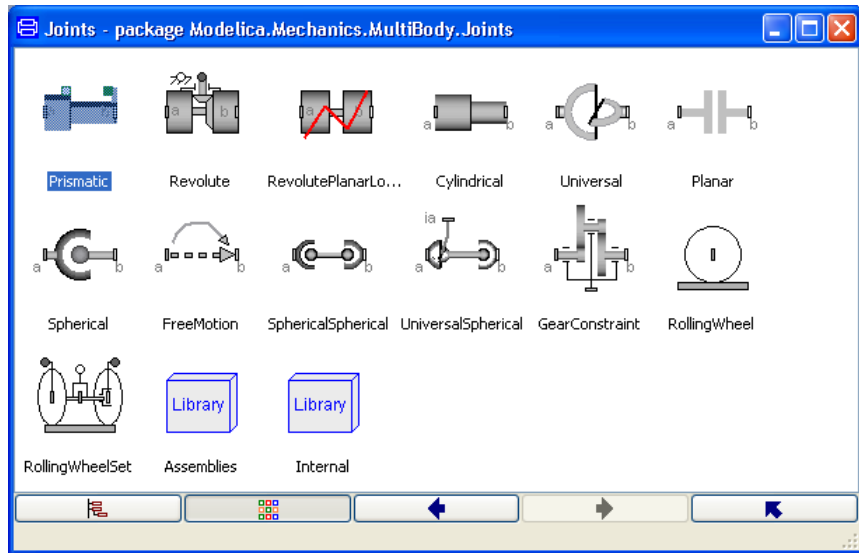 Joints - package Modelica.Mechanics.MultiBody.Joints
a b
a b
a b
a b
a b
a b
Prismatic Revolute RevolutePlanarLo... Cylindrical Universal Planar
ia
a b
a b
a b
a b
a b
Spherical FreeMotion SphericalSpherical UniversalSpherical GearConstraint RollingWheel
Library Library
RollingWheelSet Assemblies Internal